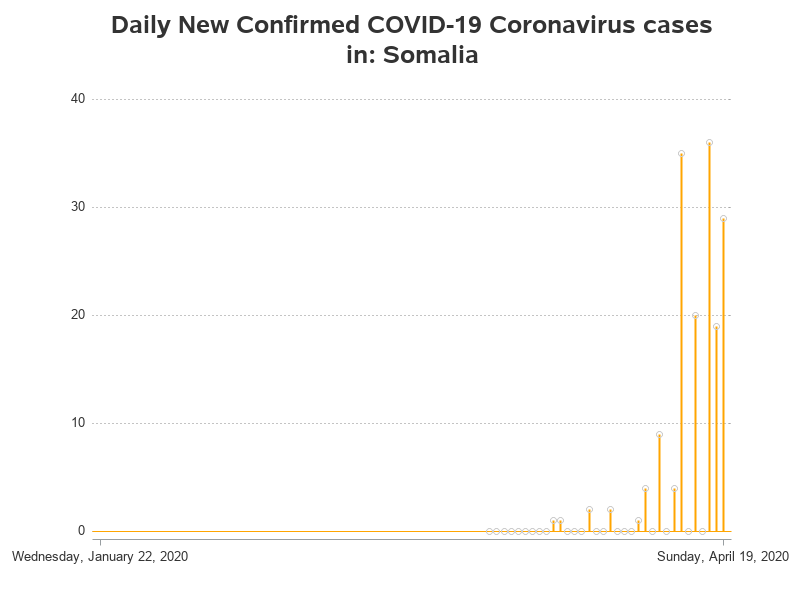 Daily New Confirmed COVID-19 Coronavirus cases
in: Somalia
40
30
20
10
0
Wednesday, January 22, 2020 Sunday, April 19, 2020